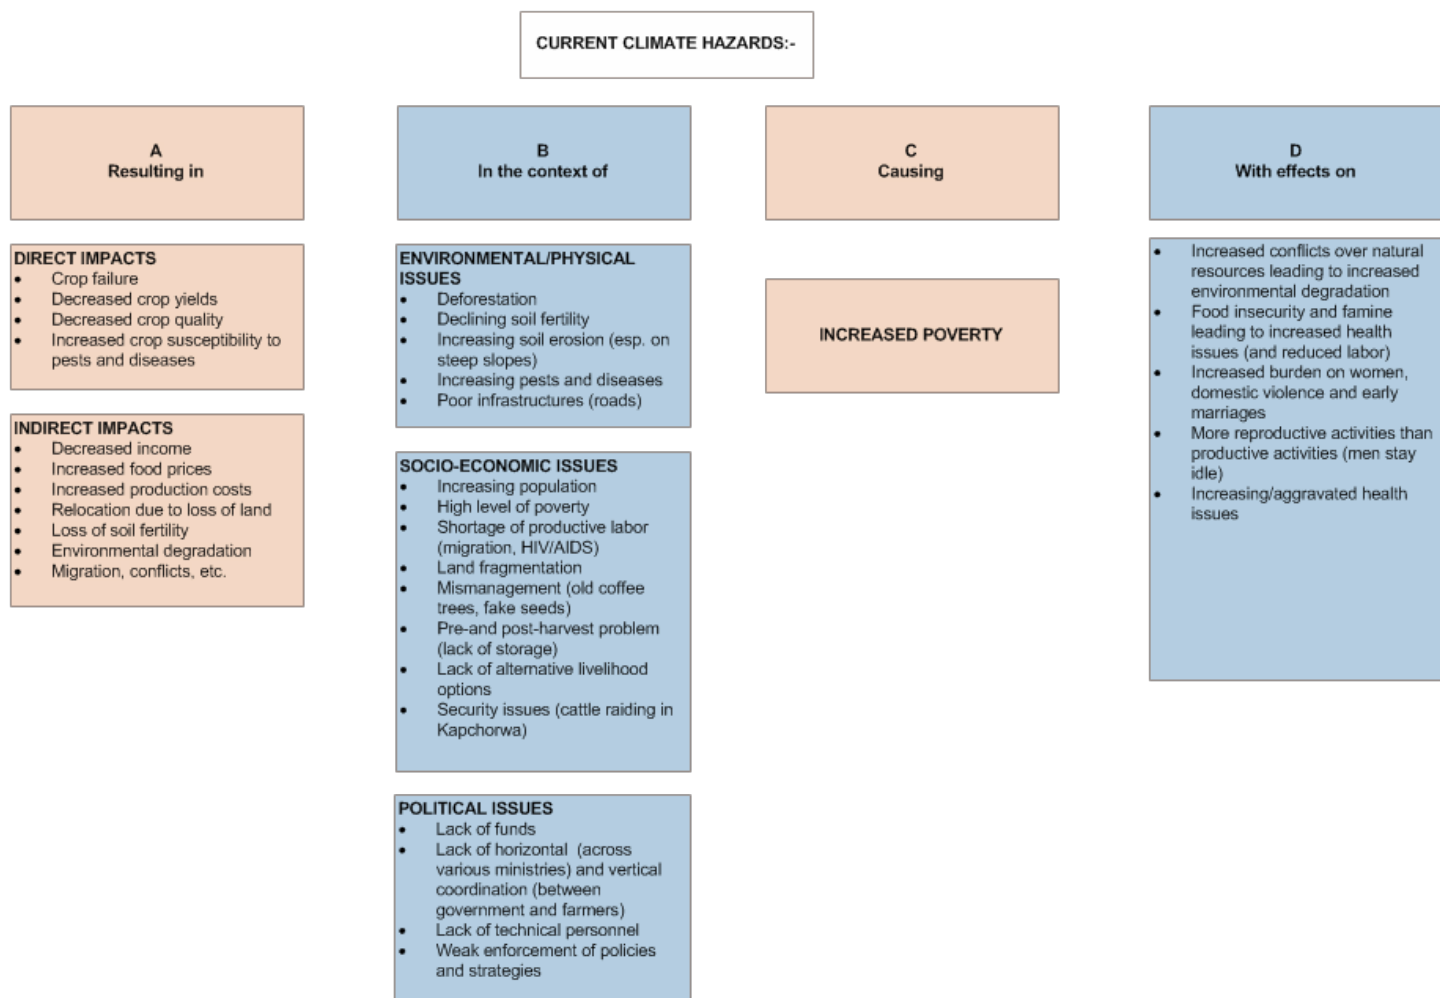 CURRENT CLIMATE HAZARDS:-
A
Resulting in
B
In the context of
C
Causing
D
With effects on
DIRECT IMPACTS
• Crop failure
• Decreased crop yields
• Decreased crop quality
• Increased crop susceptibility to
pests and diseases
INDIRECT IMPACTS
• Decreased income
• Increased food prices
• Increased production costs
• Relocation due to loss of land
• Loss of soil fertility
• Environmental degradation
• Migration, conflicts, etc.
ENVIRONMENTAL/PHYSICAL
ISSUES
• Deforestation
• Declining soil fertility
• Increasing soil erosion (esp. on
steep slopes)
• Increasing pests and diseases
• Poor infrastructures (roads)
SOCIO-ECONOMIC ISSUES
• Increasing population
• High level of poverty
• Shortage of productive labor
(migration, HIV/AIDS)
• Land fragmentation
• Mismanagement (old coffee
trees, fake seeds)
• Pre-and post-harvest problem
(lack of storage)
• Lack of alternative livelihood
options
• Security issues (cattle raiding in
Kapchorwa)
POLITICAL ISSUES
• Lack of funds
• Lack of horizontal (across
various ministries) and vertical
coordination (between
government and farmers)
• Lack of technical personnel
• Weak enforcement of policies
and strategies
INCREASED POVERTY
• Increased conflicts over natural
resources leading to increased
environmental degradation
• Food insecurity and famine
leading to increased health
issues (and reduced labor)
• Increased burden on women,
domestic violence and early
marriages
• More reproductive activities than
productive activities (men stay
idle)
• Increasing/aggravated health
issues